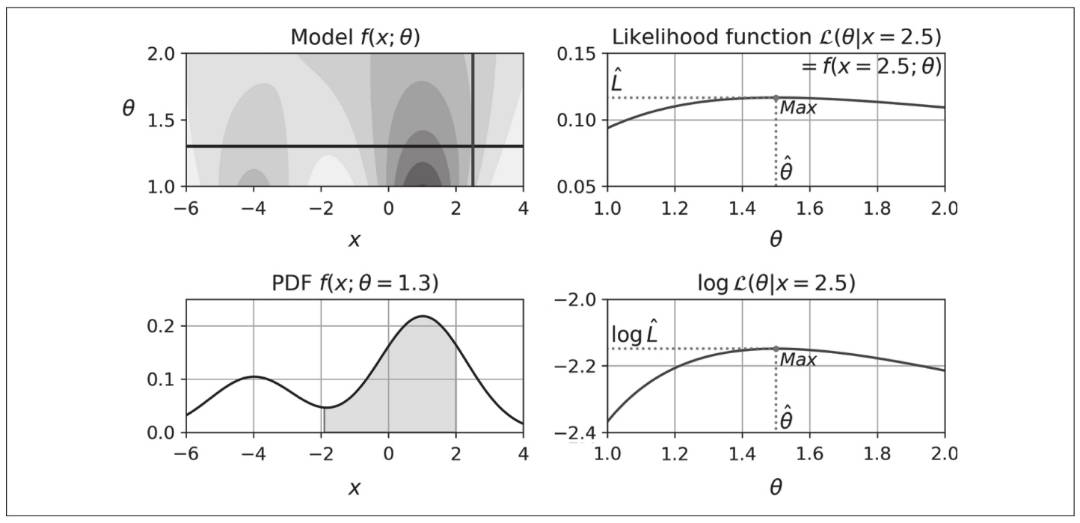 Model f(x; θ)
2.0
θ
1.5
1.0
−6 −4 −2 0 2 4
x
Likelihood function ℒ(θ|x = 2.5)
= f(x = 2.5; θ)
0.15
L̂
Max
0.10
θ̂
0.05
1.0 1.2 1.4 1.6 1.8 2.0
θ
PDF f(x; θ = 1.3)
0.2
0.1
0.0
−6 −4 −2 0 2 4
x
log ℒ(θ|x = 2.5)
−2.0
log L̂
Max
−2.2
θ̂
−2.4
1.0 1.2 1.4 1.6 1.8 2.0
θ